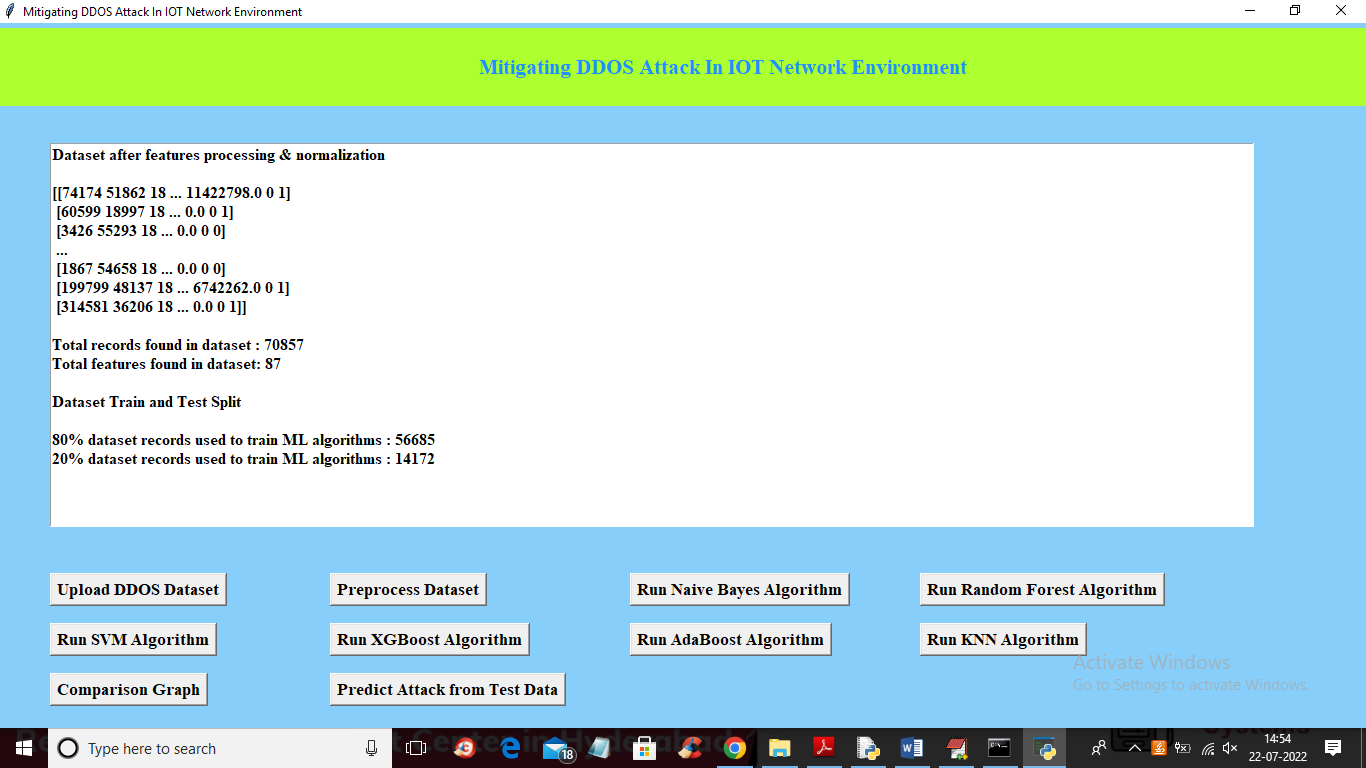 Mitigating DDOS Attack In IOT Network Environment
Mitigating DDOS Attack In IOT Network Environment
Dataset after features processing & normalization
[[74174 51862 18 ... 11422798.0 0 1]
[60599 18997 18 ... 0.0 0 1]
[3426 55293 18 ... 0.0 0 0]
...
[1867 54658 18 ... 0.0 0 0]
[199799 48137 18 ... 6742262.0 0 1]
[314581 36206 18 ... 0.0 0 1]]
Total records found in dataset : 70857
Total features found in dataset: 87
Dataset Train and Test Split
80% dataset records used to train ML algorithms : 56685
20% dataset records used to train ML algorithms : 14172
Upload DDOS Dataset Preprocess Dataset Run Naive Bayes Algorithm Run Random Forest Algorithm
Run SVM Algorithm Run XGBoost Algorithm Run AdaBoost Algorithm Run KNN Algorithm
Activate Windows
Go to Settings to activate Windows.
Comparison Graph Predict Attack from Test Data
Type here to search 18 14:54
22-07-2022